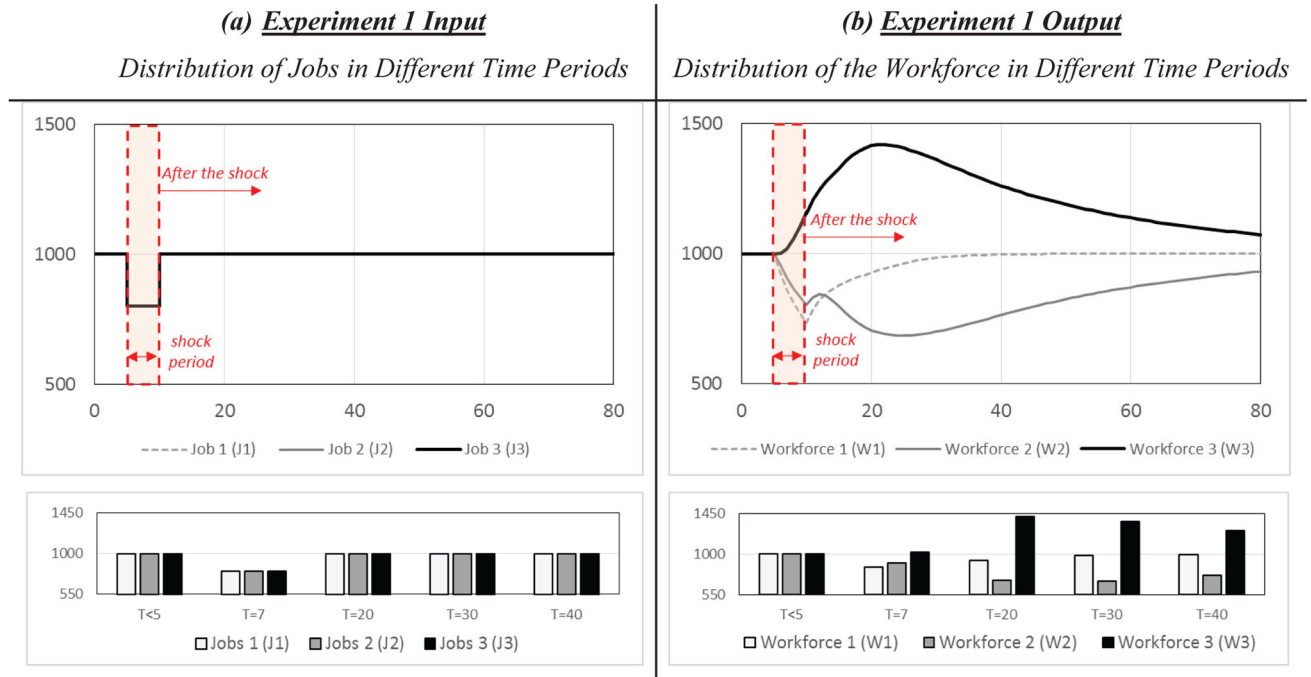 (a) Experiment 1 Input
Distribution of Jobs in Different Time Periods
1500
After the shock
1000
shock
period
500
0 20 40 60 80
Job 1 (J1) Job 2 (J2) Job 3 (J3)
1450
1000
550
T<5 T=7 T=20 T=30 T=40
Jobs 1 (J1) Jobs 2 (J2) Jobs 3 (J3)
(b) Experiment 1 Output
Distribution of the Workforce in Different Time Periods
1500
After the shock
1000
shock
period
500
0 20 40 60 80
Workforce 1 (W1) Workforce 2 (W2) Workforce 3 (W3)
1450
1000
550
T<5 T=7 T=20 T=30 T=40
Workforce 1 (W1) Workforce 2 (W2) Workforce 3 (W3)